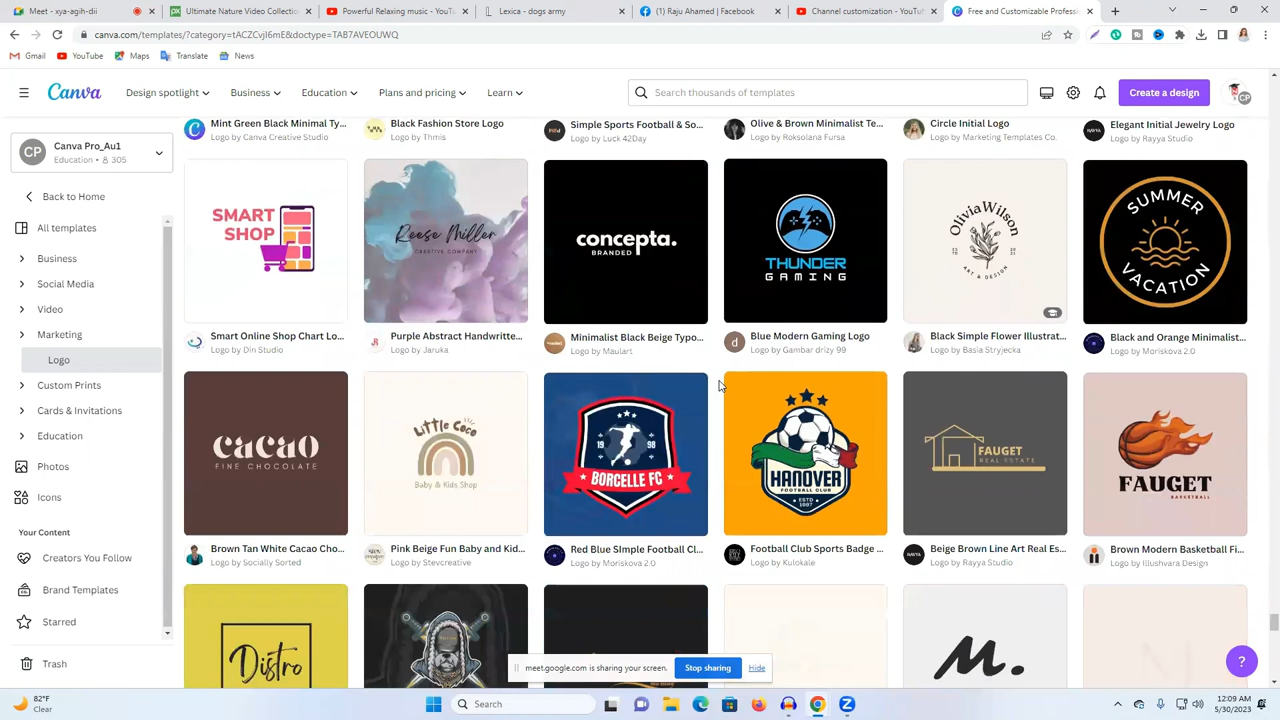 Meet - xya-agih-dii
Ultimate Nature Video Collectio
Powerful Relaxing music - YouTu
Lexica - dogs army
(1) Raju Ahamed | Facebook
Channel customization - YouTub
Free and Customizable Professi
canva.com/templates/?category=tACZCvjI6mE&doctype=TAB7AVEOUWQ
Gmail
YouTube
Maps
Translate
News
Canva
Design spotlight
Business
Education
Plans and pricing
Learn
Search thousands of templates
Create a design
CP
CP
Canva Pro_Au1
Education • 305
Back to Home
All templates
Business
Social Media
Video
Marketing
Logo
Custom Prints
Cards & Invitations
Education
Photos
Icons
Your Content
Creators You Follow
Brand Templates
Starred
Trash
Mint Green Black Minimal Ty...
Logo by Canva Creative Studio
Black Fashion Store Logo
Logo by Thmis
Simple Sports Football & So...
Logo by Luck 42Day
Olive & Brown Minimalist Te...
Logo by Roksolana Fursa
Circle Initial Logo
Logo by Marketing Templates Co.
Elegant Initial Jewelry Logo
Logo by Rayya Studio
SMART
SHOP
Reese Miller
CREATIVE COMPANY
concepta.
BRANDED
THUNDER
GAMING
Olivia Wilson
ART & DESIGN
SUMMER
VACATION
Smart Online Shop Chart Lo...
Logo by Din Studio
Purple Abstract Handwritte...
Logo by Jaruka
Minimalist Black Beige Typo...
Logo by Maulart
Blue Modern Gaming Logo
Logo by Gambar drizy 99
Black Simple Flower Illustrat...
Logo by Basia Stryjecka
Black and Orange Minimalist...
Logo by Moriskova 2.0
cacao
FINE CHOCOLATE
Little Coco
Baby & Kids Shop
19 98
BORCELLE FC
HANOVER
FOOTBALL CLUB
ESTD
1987
FAUGET
REAL ESTATE
FAUGET
BASKETBALL
Brown Tan White Cacao Cho...
Logo by Socially Sorted
Pink Beige Fun Baby and Kid...
Logo by Stevcreative
Red Blue SImple Football Cl...
Logo by Moriskova 2.0
Football Club Sports Badge ...
Logo by Kulokale
Beige Brown Line Art Real Es...
Logo by Rayya Studio
Brown Modern Basketball Fi...
Logo by Illushvara Design
Distro
M.
meet.google.com is sharing your screen.
Stop sharing
Hide
?
82°F
Clear
Search
12:09 AM
5/30/2023